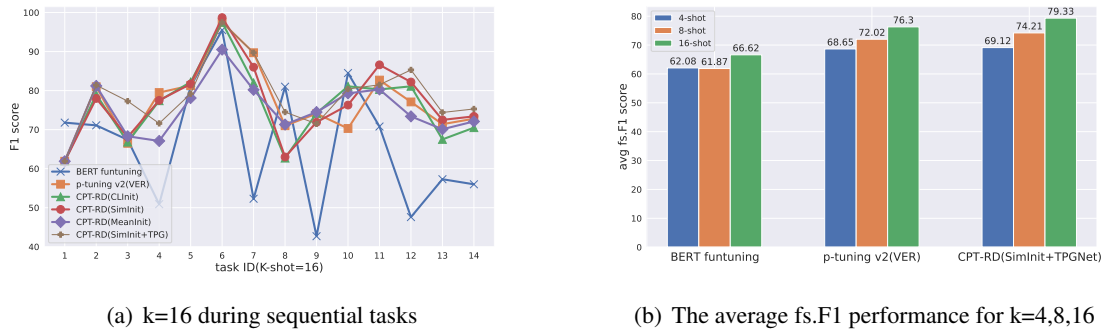 100
90
80
70
60
50
40
F1 score
BERT funtuning
p-tuning v2(VER)
CPT-RD(CLInit)
CPT-RD(SimInit)
CPT-RD(MeanInit)
CPT-RD(SimInit+TPG)
1 2 3 4 5 6 7 8 9 10 11 12 13 14
task ID(K-shot=16)
(a) k=16 during sequential tasks
80
70
60
50
40
30
20
10
0
avg fs.F1 score
4-shot
8-shot
16-shot
62.08 61.87 66.62
68.65 72.02 76.3
69.12 74.21 79.33
BERT funtuning p-tuning v2(VER) CPT-RD(SimInit+TPGNet)
(b) The average fs.F1 performance for k=4,8,16